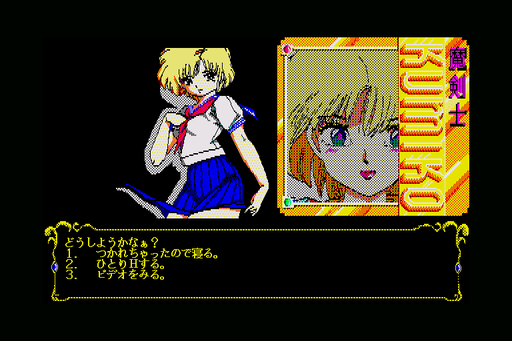 魔剣士
KUMIKO
どうしようかなぁ？
1. つかれちゃったので寝る。
2. ひとりHする。
3. ビデオをみる。